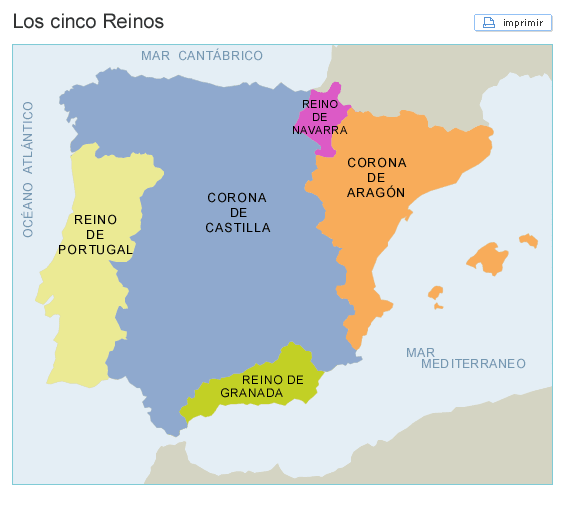 Los cinco Reinos
imprimir
MAR CANTÁBRICO
OCÉANO ATLÁNTICO
REINO
DE
NAVARRA
CORONA
DE
ARAGÓN
CORONA
DE
CASTILLA
REINO
DE
PORTUGAL
MAR
MEDITERRANEO
REINO DE
GRANADA